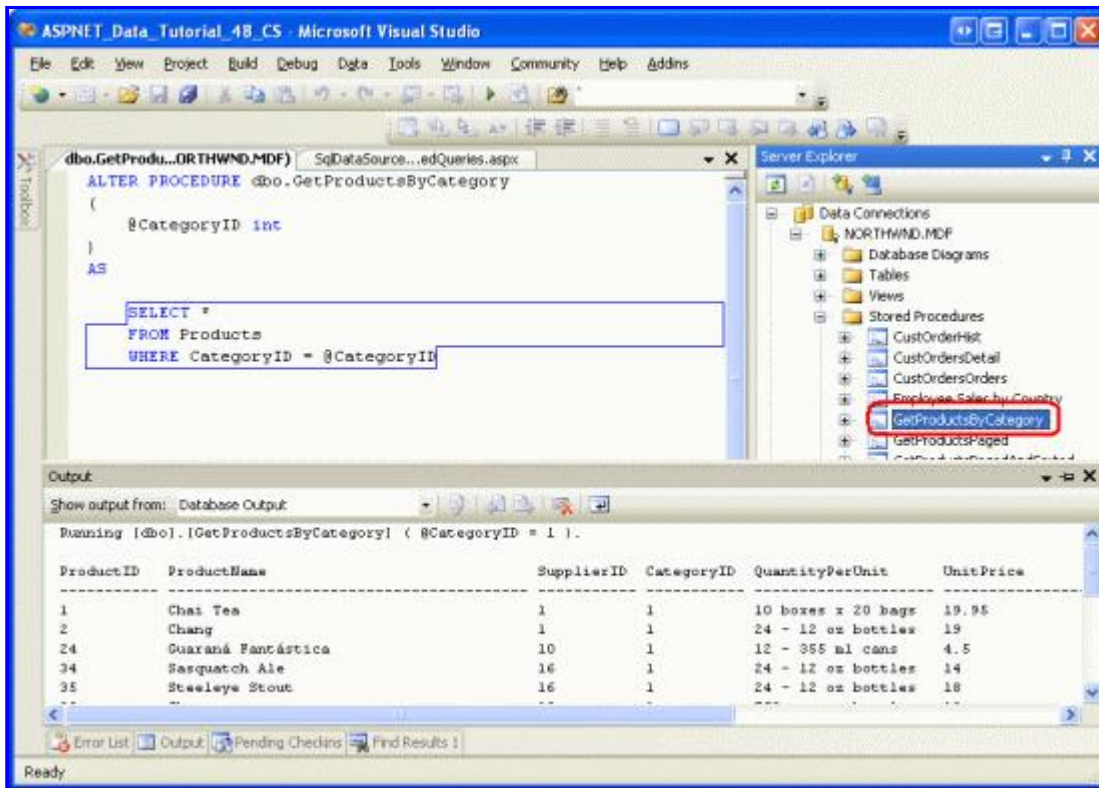 ASPNET_Data_Tutorial_48_CS - Microsoft Visual Studio
File Edit View Project Build Debug Data Tools Window Community Help Addins
Toolbox
dbo.GetProdu...ORTHWND.MDF) SqlDataSource...edQueries.aspx
ALTER PROCEDURE dbo.GetProductsByCategory
(
@CategoryID int
)
AS
SELECT *
FROM Products
WHERE CategoryID = @CategoryID
Server Explorer
Data Connections
NORTHWND.MDF
Database Diagrams
Tables
Views
Stored Procedures
CustOrderHist
CustOrdersDetail
CustOrdersOrders
Employee Sales by Country
GetProductsByCategory
GetProductsPaged
GetProductsPagedAndSorted
Output
Show output from: Database Output
Running [dbo].[GetProductsByCategory] ( @CategoryID = 1 ).
ProductID ProductName SupplierID CategoryID QuantityPerUnit UnitPrice
1 Chai Tea 1 1 10 boxes x 20 bags 19.95
2 Chang 1 1 24 - 12 oz bottles 19
24 Guaraná Fantástica 10 1 12 - 355 ml cans 4.5
34 Sasquatch Ale 16 1 24 - 12 oz bottles 14
35 Steeleye Stout 16 1 24 - 12 oz bottles 18
Error List Output Pending Checkins Find Results 1
Ready